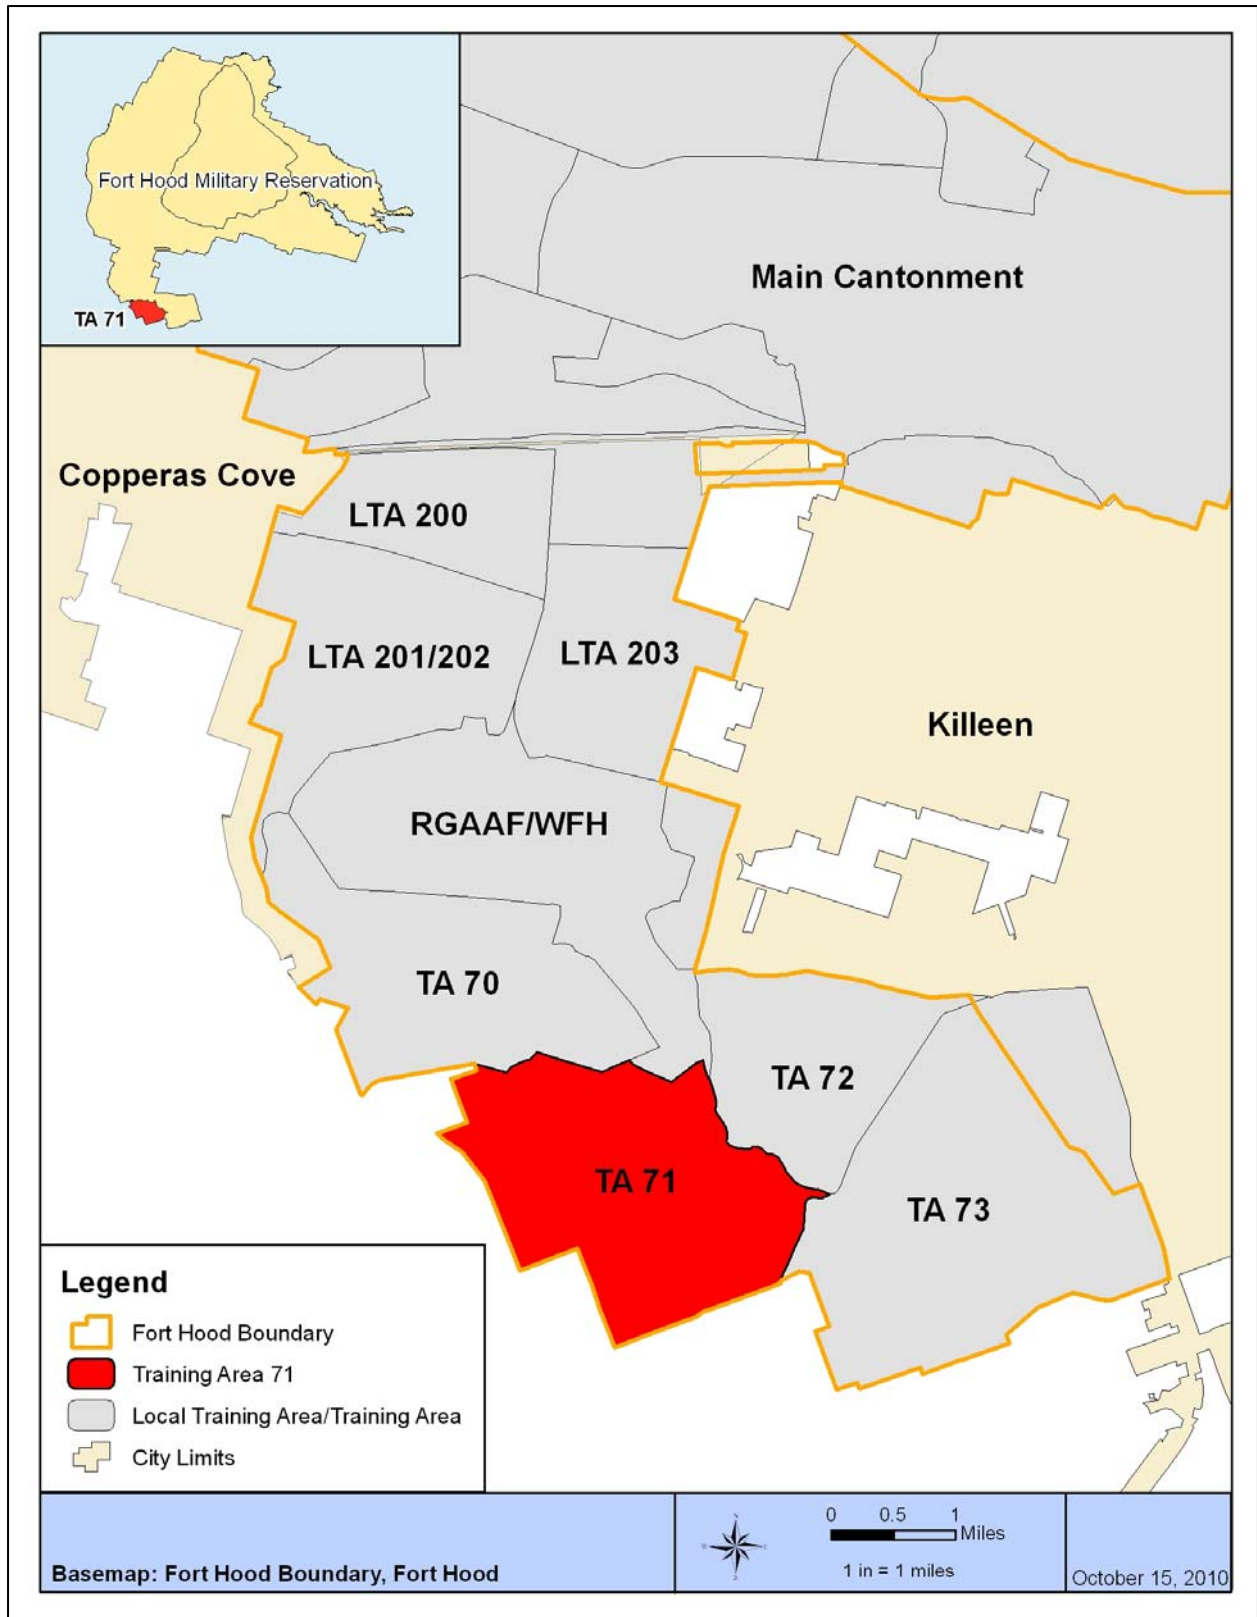 Fort Hood Military Reservation
TA 71
Main Cantonment
Copperas Cove
LTA 200
LTA 201/202
LTA 203
Killeen
RGAAF/WFH
TA 70
TA 72
TA 71
TA 73
Legend
Fort Hood Boundary
Training Area 71
Local Training Area/Training Area
City Limits
Basemap: Fort Hood Boundary, Fort Hood
0 0.5 1
Miles
1 in = 1 miles
October 15, 2010